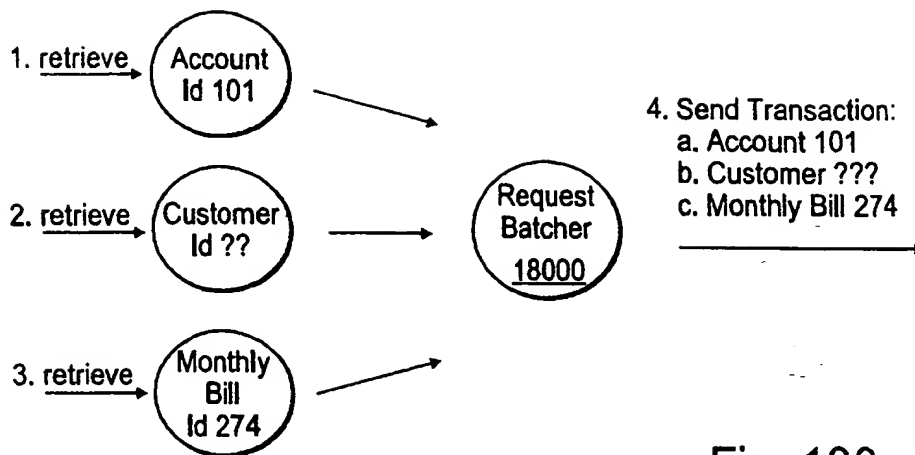 1. retrieve
Account
Id 101
2. retrieve
Customer
Id ??
3. retrieve
Monthly
Bill
Id 274
Request
Batcher
18000
4. Send Transaction:
a. Account 101
b. Customer ???
c. Monthly Bill 274